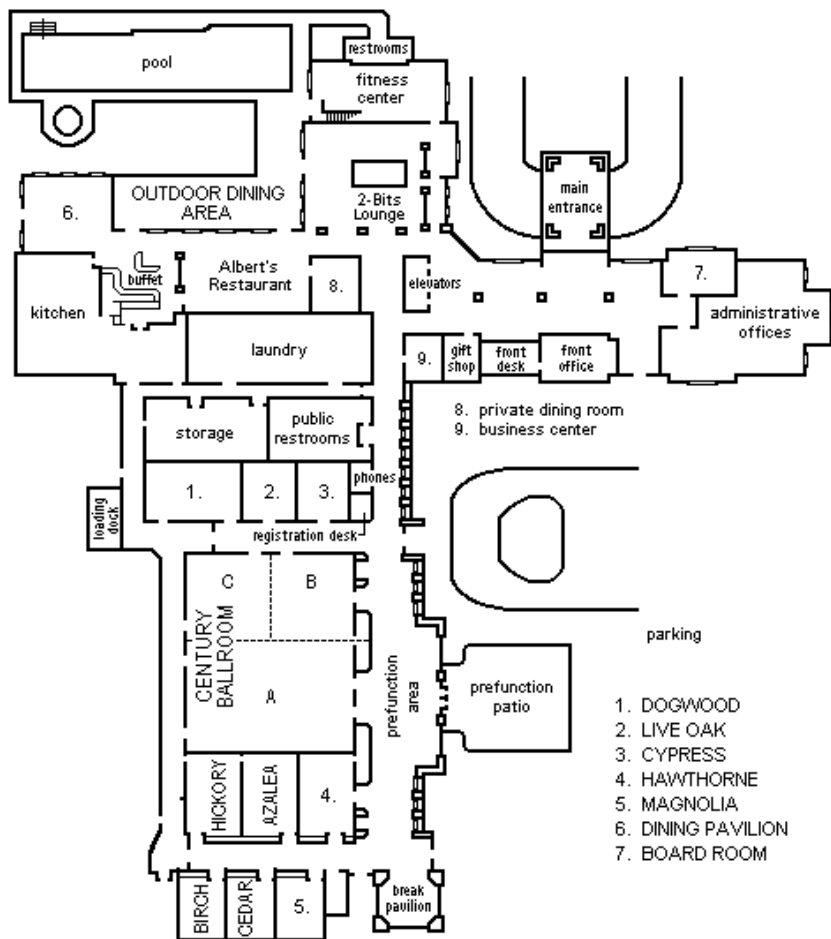 restrooms
pool
fitness
center
OUTDOOR DINING
AREA
2-Bits
Lounge
main
entrance
6.
Albert's
Restaurant
buffet
8.
elevators
7.
kitchen
administrative
offices
laundry
9.
gift
shop
front
desk
front
office
8. private dining room
9. business center
storage
public
restrooms
phones
1.
2.
3.
loading
dock
registration desk
C
B
CENTURY
BALLROOM
A
prefunction
area
prefunction
patio
parking
HICKORY
AZALEA
4.
BIRCH
CEDAR
5.
break
pavilion
1. DOGWOOD
2. LIVE OAK
3. CYPRESS
4. HAWTHORNE
5. MAGNOLIA
6. DINING PAVILION
7. BOARD ROOM